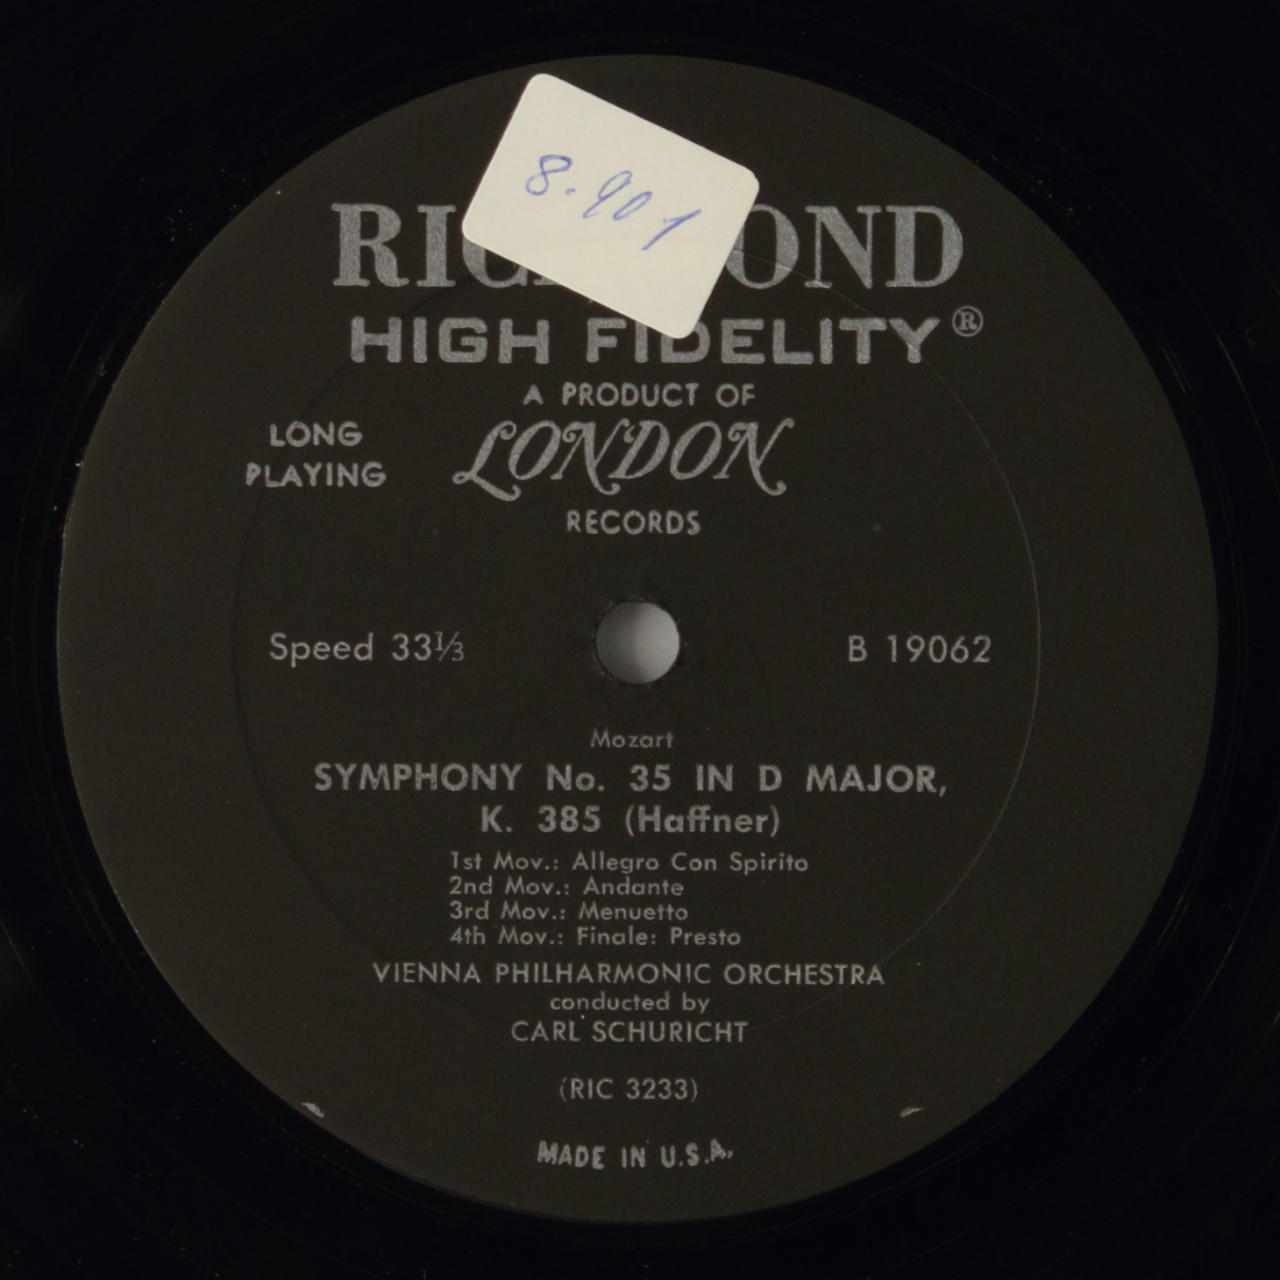 8.901
RICHMOND
HIGH FIDELITY®
A PRODUCT OF
LONG
PLAYING
LONDON
RECORDS
Speed 33⅓
B 19062
Mozart
SYMPHONY No. 35 IN D MAJOR,
K. 385 (Haffner)
1st Mov.: Allegro Con Spirito
2nd Mov.: Andante
3rd Mov.: Menuetto
4th Mov.: Finale: Presto
VIENNA PHILHARMONIC ORCHESTRA
conducted by
CARL SCHURICHT
(RIC 3233)
MADE IN U.S.A.